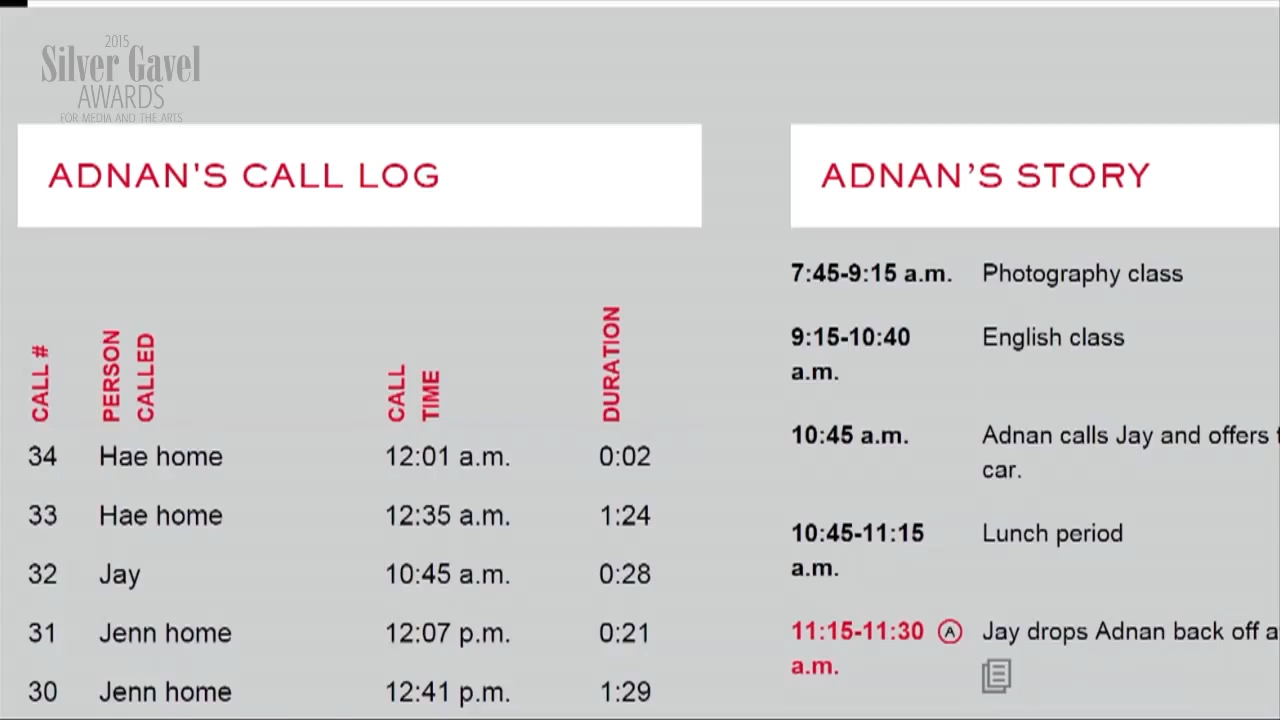 2015
Silver Gavel
AWARDS
FOR MEDIA AND THE ARTS
ADNAN'S CALL LOG
CALL #
PERSON
CALLED
CALL
TIME
DURATION
34 Hae home 12:01 a.m. 0:02
33 Hae home 12:35 a.m. 1:24
32 Jay 10:45 a.m. 0:28
31 Jenn home 12:07 p.m. 0:21
30 Jenn home 12:41 p.m. 1:29
ADNAN’S STORY
7:45-9:15 a.m. Photography class
9:15-10:40 English class
a.m.
10:45 a.m. Adnan calls Jay and offers
car.
10:45-11:15 Lunch period
a.m.
11:15-11:30 A Jay drops Adnan back off
a.m.